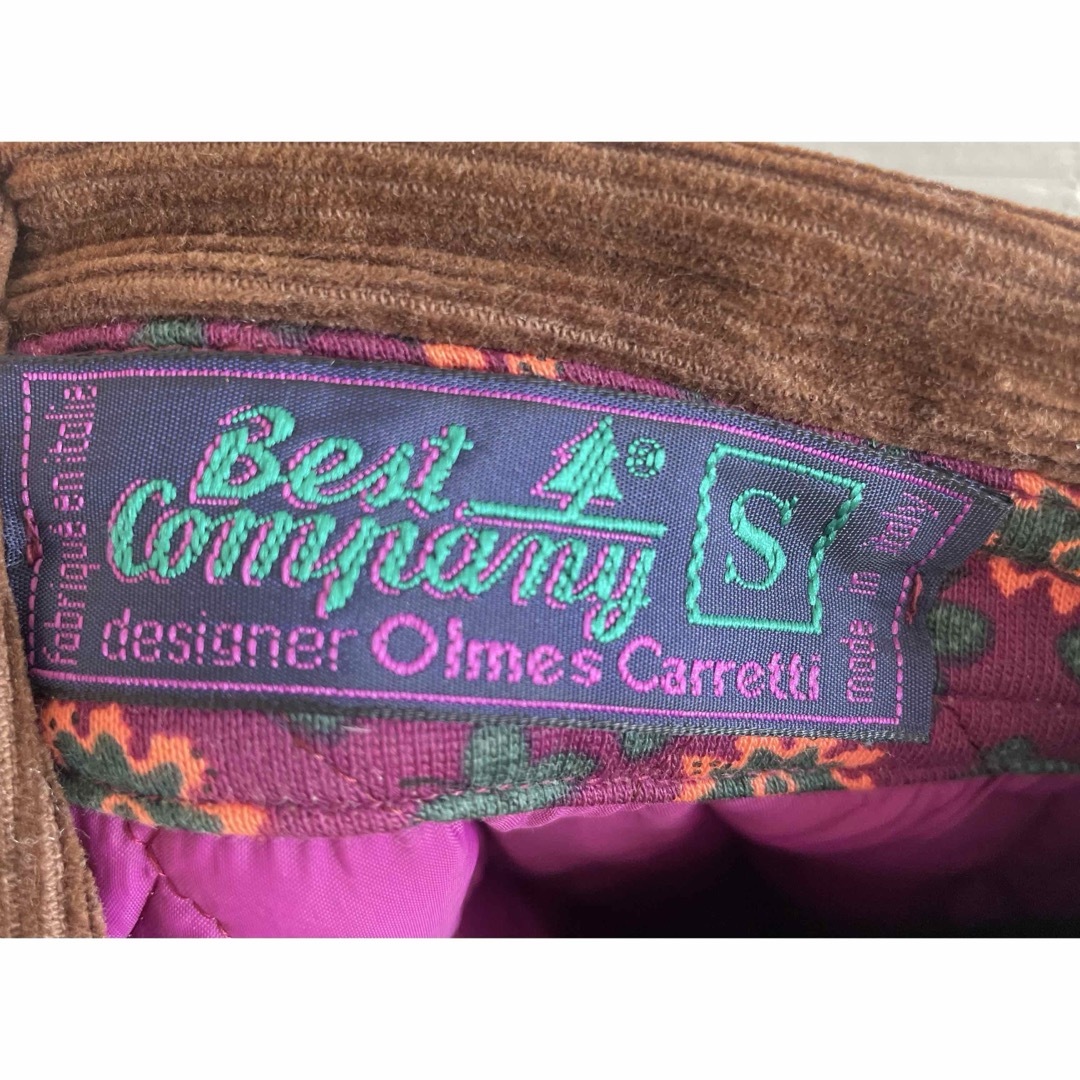 fabriqué en italie
Best ®
Company
S
designer Olmes Carretti
made in italy